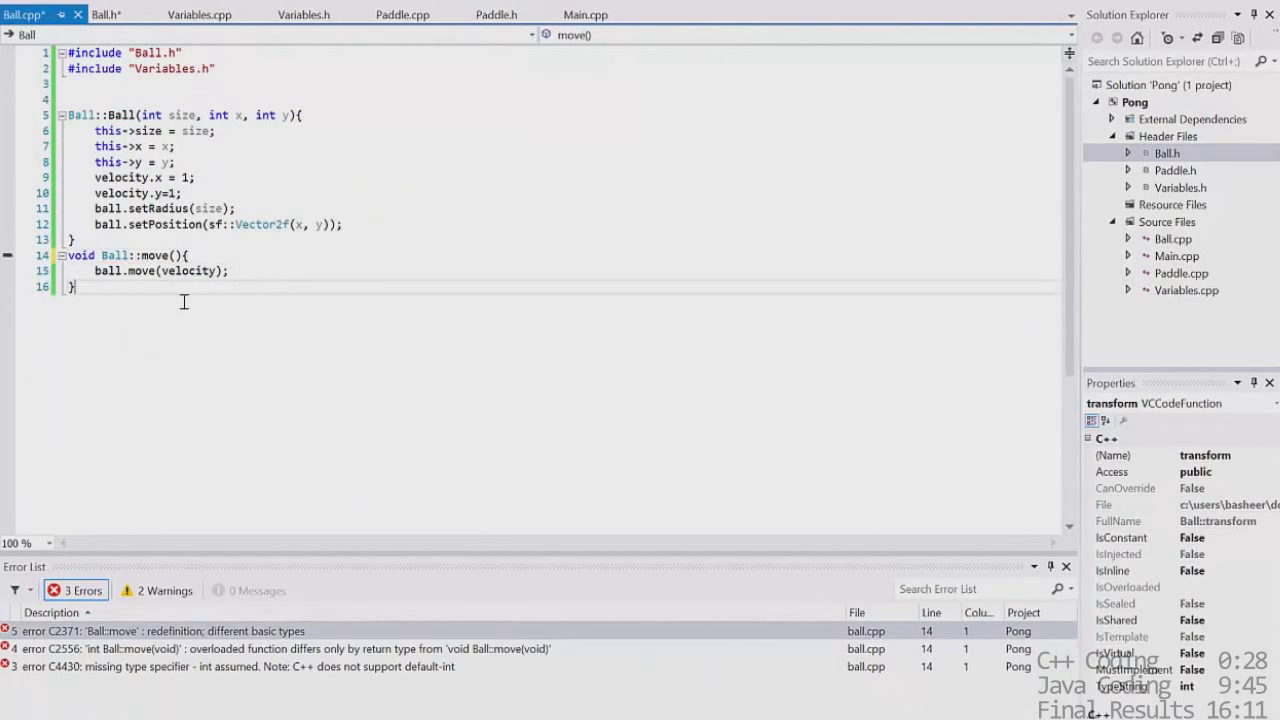 Ball.cpp*
Ball.h*
Variables.cpp
Variables.h
Paddle.cpp
Paddle.h
Main.cpp
Ball
move()
1 #include "Ball.h"
2 #include "Variables.h"
3
4
5 Ball::Ball(int size, int x, int y){
6 this->size = size;
7 this->x = x;
8 this->y = y;
9 velocity.x = 1;
10 velocity.y=1;
11 ball.setRadius(size);
12 ball.setPosition(sf::Vector2f(x, y));
13 }
14 void Ball::move(){
15 ball.move(velocity);
16 }
100 %
Solution Explorer
Search Solution Explorer (Ctrl+;)
Solution 'Pong' (1 project)
Pong
External Dependencies
Header Files
Ball.h
Paddle.h
Variables.h
Resource Files
Source Files
Ball.cpp
Main.cpp
Paddle.cpp
Variables.cpp
Properties
transform VCCodeFunction
C++
(Name) transform
Access public
CanOverride False
File c:\users\basheer\do
FullName Ball::transform
IsConstant False
IsInjected False
IsInline False
IsOverloaded
IsSealed False
IsShared False
IsTemplate False
IsVirtual False
MustImplement False
TypeString int
C++
Error List
3 Errors
2 Warnings
0 Messages
Search Error List
Description File Line Colu... Project
5 error C2371: 'Ball::move' : redefinition; different basic types ball.cpp 14 1 Pong
4 error C2556: 'int Ball::move(void)' : overloaded function differs only by return type from 'void Ball::move(void)' ball.cpp 14 1 Pong
3 error C4430: missing type specifier - int assumed. Note: C++ does not support default-int ball.cpp 14 1 Pong
C++ Coding 0:28
Java Coding 9:45
Final Results 16:11